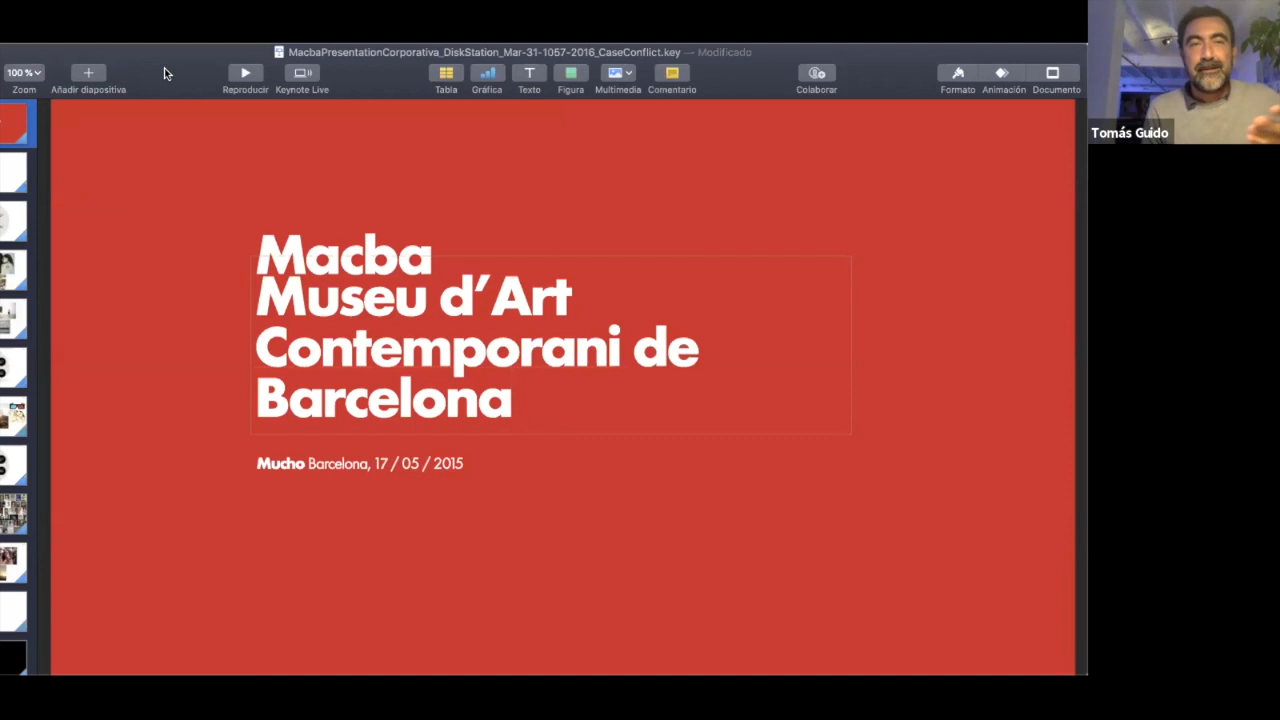 MacbaPresentationCorporativa_DiskStation_Mar-31-1057-2016_CaseConflict.key — Modificado
100 %
Zoom
Añadir diapositiva
Reproducir
Keynote Live
Tabla
Gráfica
Texto
Figura
Multimedia
Comentario
Colaborar
Formato
Animación
Documento
Tomás Guido
Macba
Museu d’Art
Contemporani de
Barcelona
Mucho Barcelona, 17 / 05 / 2015